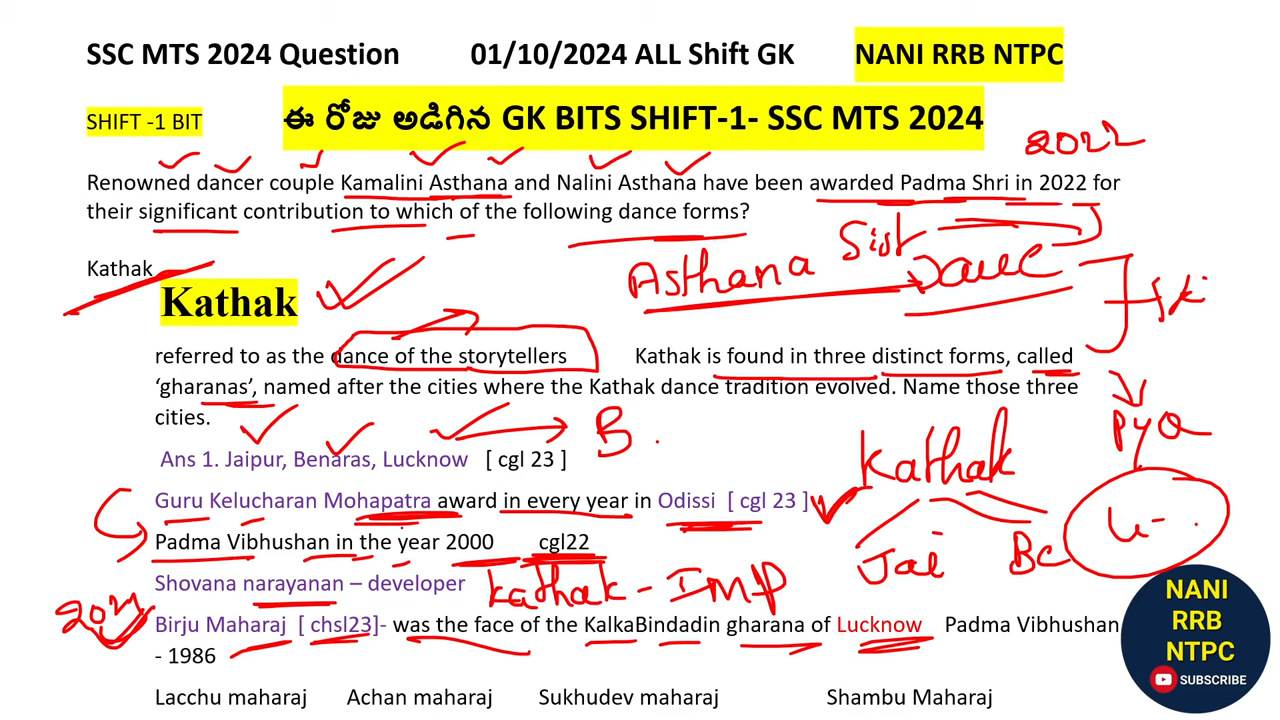 SSC MTS 2024 Question 01/10/2024 ALL Shift GK NANI RRB NTPC
SHIFT -1 BIT ఈ రోజు అడిగిన GK BITS SHIFT-1- SSC MTS 2024
2022
Renowned dancer couple Kamalini Asthana and Nalini Asthana have been awarded Padma Shri in 2022 for
their significant contribution to which of the following dance forms?
Kathak
Asthana Sist
Kathak
referred to as the dance of the storytellers Kathak is found in three distinct forms, called
'gharanas', named after the cities where the Kathak dance tradition evolved. Name those three
cities.
B
PYQ
Ans 1. Jaipur, Benaras, Lucknow [ cgl 23 ]
Kathak
Guru Kelucharan Mohapatra award in every year in Odissi [ cgl 23 ]
Padma Vibhushan in the year 2000 cgl22
Jai
Shovana narayanan – developer
Kathak - IMP
Birju Maharaj [ chsl23]- was the face of the KalkaBindadin gharana of Lucknow Padma Vibhushan
- 1986
Lacchu maharaj Achan maharaj Sukhudev maharaj Shambu Maharaj
NANI
RRB
NTPC
SUBSCRIBE